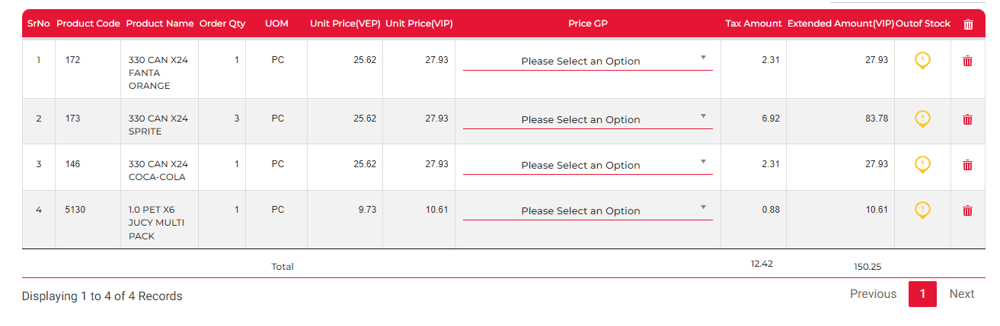 SrNo Product Code Product Name Order Qty UOM Unit Price(VEP) Unit Price(VIP) Price GP Tax Amount Extended Amount(VIP) Outof Stock
1 172 330 CAN X24 1 PC 25.62 27.93 Please Select an Option 2.31 27.93
FANTA
ORANGE
2 173 330 CAN X24 3 PC 25.62 27.93 Please Select an Option 6.92 83.78
SPRITE
3 146 330 CAN X24 1 PC 25.62 27.93 Please Select an Option 2.31 27.93
COCA-COLA
4 5130 1.0 PET X6 1 PC 9.73 10.61 Please Select an Option 0.88 10.61
JUCY MULTI
PACK
Total 12.42 150.25
Displaying 1 to 4 of 4 Records Previous 1 Next